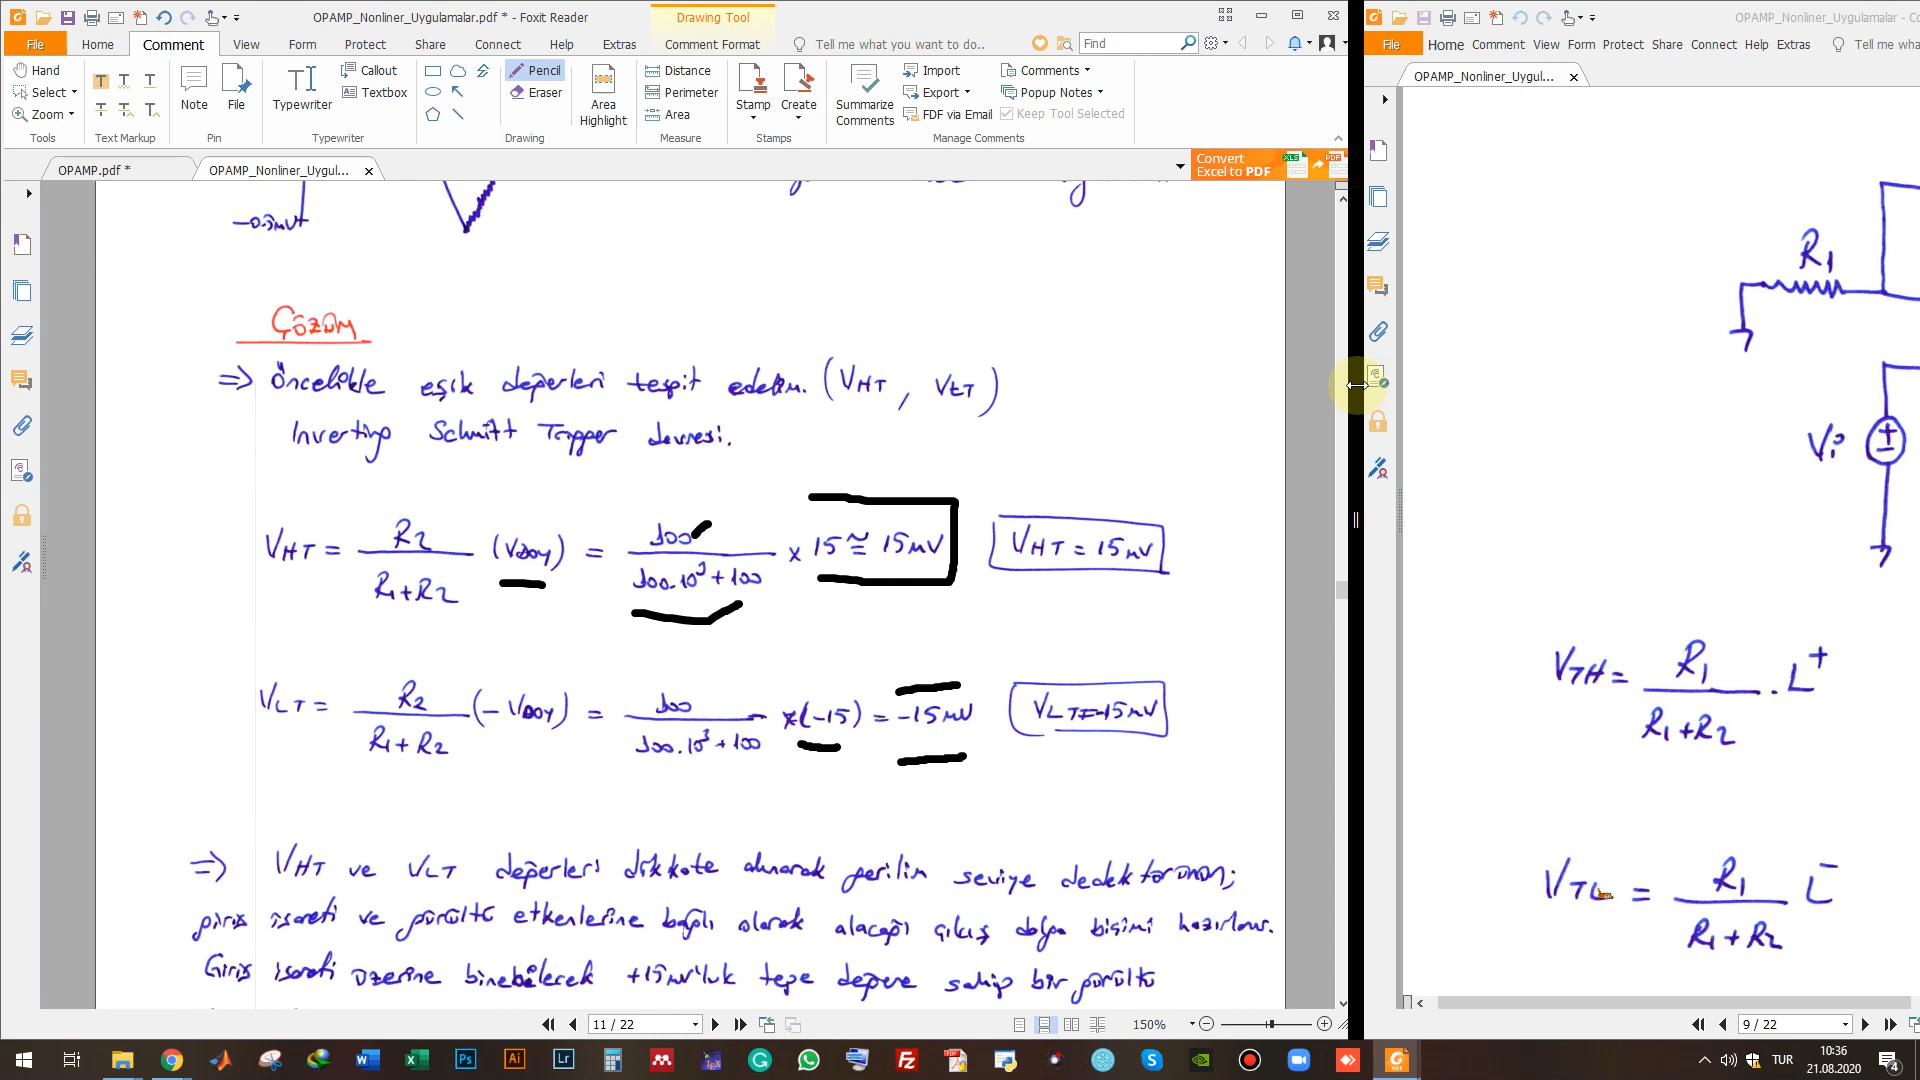 OPAMP_Nonliner_Uygulamalar.pdf * - Foxit Reader
Drawing Tool
OPAMP_Nonliner_Uygulamalar - Co
File Home Comment View Form Protect Share Connect Help Extras Comment Format Tell me what you want to do.. Find
File Home Comment View Form Protect Share Connect Help Extras Tell me
Hand
Select
Zoom
Tools
Text Markup
Note
File
Pin
Typewriter
Callout
Textbox
Typewriter
Pencil
Eraser
Drawing
Area Highlight
Distance
Perimeter
Area
Measure
Stamp
Create
Stamps
Summarize Comments
Import
Export
FDF via Email
Comments
Popup Notes
Keep Tool Selected
Manage Comments
OPAMP.pdf *
OPAMP_Nonliner_Uygul...
Convert Excel to PDF
OPAMP_Nonliner_Uygul...
-0.5mV
Çözüm
⇒ Öncelikle eşik değerleri tespit edelim. (VHT, VLT)
Inverting Schmitt Trigger devresi.
VHT = R2 / (R1+R2) (VDOY) = 100 / (100.10³+100) × 15 ≅ 15mV VHT = 15mV
VLT = R2 / (R1+R2) (-VDOY) = 100 / (100.10³+100) ×(-15) = -15mV VLT=-15mV
⇒ VHT ve VLT değerleri dikkate alınarak gerilim seviye dedektörünün;
giriş işareti ve gürültü etkenlerine bağlı olarak alacağı çıkış dalga biçimi hazırlanır.
Giriş işareti üzerine binebilecek +15mV'luk tepe değere sahip bir gürültü
R1
Vi
+
-
VTH = R1 / (R1+R2) . L+
VTL = R1 / (R1+R2) L-
11 / 22
150%
9 / 22
TUR
10:36
21.08.2020
4